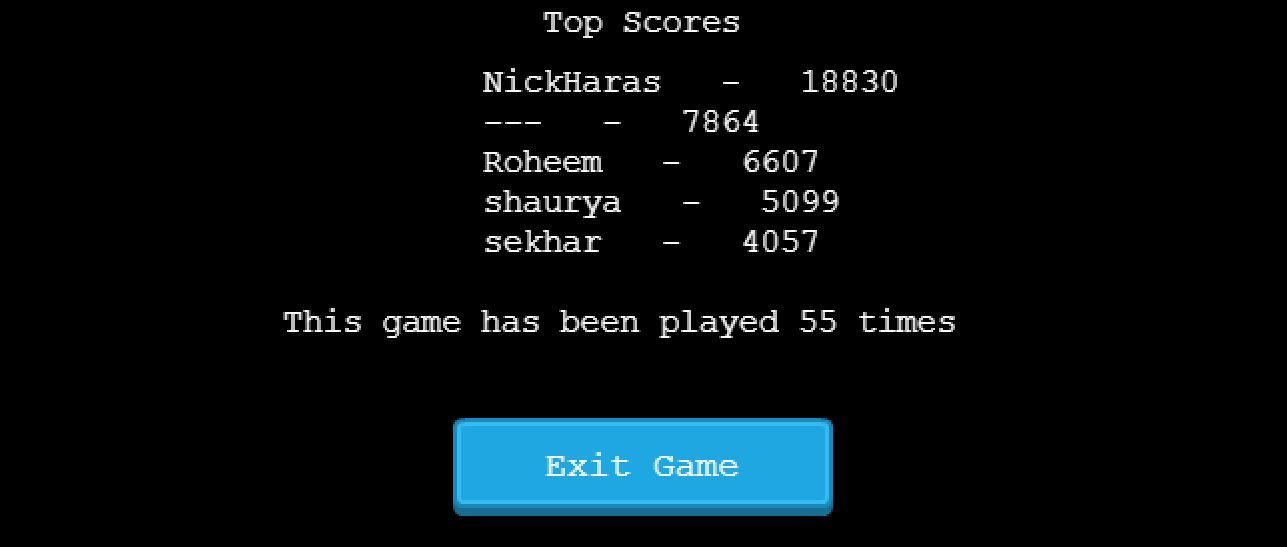 Top Scores
NickHaras - 18830
--- - 7864
Roheem - 6607
shaurya - 5099
sekhar - 4057
This game has been played 55 times
Exit Game